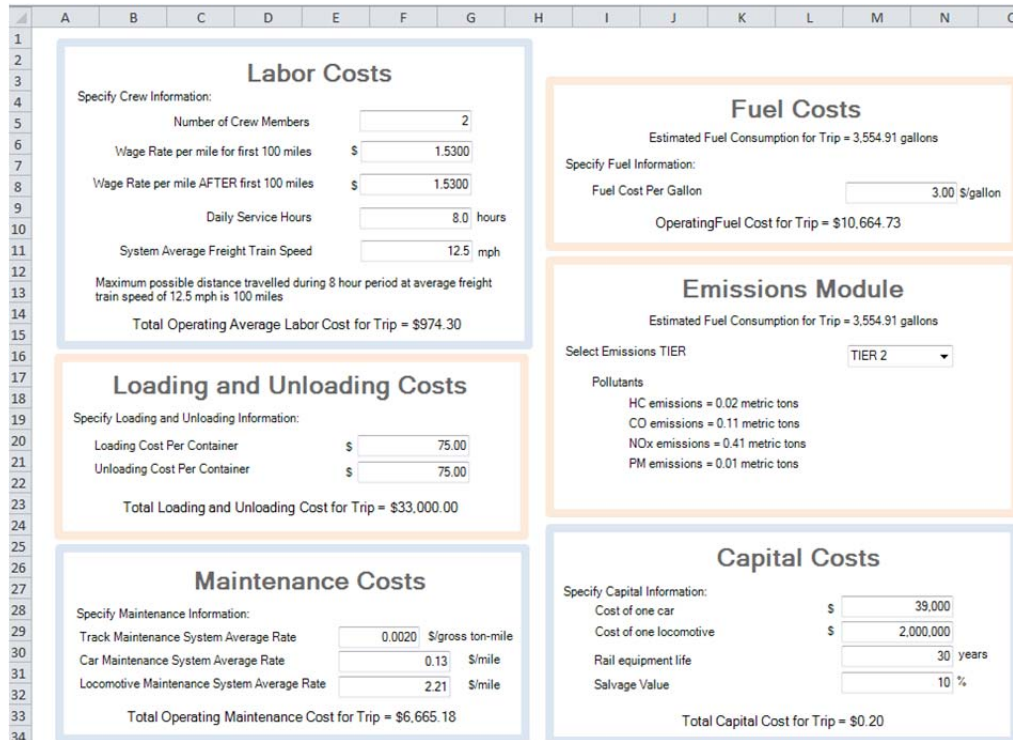 A B C D E F G H I J K L M N
1
2
3
4
5
6
7
8
9
10
11
12
13
14
15
16
17
18
19
20
21
22
23
24
25
26
27
28
29
30
31
32
33
34
Labor Costs
Specify Crew Information:
Number of Crew Members 2
Wage Rate per mile for first 100 miles $ 1.5300
Wage Rate per mile AFTER first 100 miles $ 1.5300
Daily Service Hours 8.0 hours
System Average Freight Train Speed 12.5 mph
Maximum possible distance travelled during 8 hour period at average freight
train speed of 12.5 mph is 100 miles
Total Operating Average Labor Cost for Trip = $974.30
Loading and Unloading Costs
Specify Loading and Unloading Information:
Loading Cost Per Container $ 75.00
Unloading Cost Per Container $ 75.00
Total Loading and Unloading Cost for Trip = $33,000.00
Maintenance Costs
Specify Maintenance Information:
Track Maintenance System Average Rate 0.0020 $/gross ton-mile
Car Maintenance System Average Rate 0.13 $/mile
Locomotive Maintenance System Average Rate 2.21 $/mile
Total Operating Maintenance Cost for Trip = $6,665.18
Fuel Costs
Estimated Fuel Consumption for Trip = 3,554.91 gallons
Specify Fuel Information:
Fuel Cost Per Gallon 3.00 $/gallon
OperatingFuel Cost for Trip = $10,664.73
Emissions Module
Estimated Fuel Consumption for Trip = 3,554.91 gallons
Select Emissions TIER TIER 2
Pollutants
HC emissions = 0.02 metric tons
CO emissions = 0.11 metric tons
NOx emissions = 0.41 metric tons
PM emissions = 0.01 metric tons
Capital Costs
Specify Capital Information:
Cost of one car $ 39,000
Cost of one locomotive $ 2,000,000
Rail equipment life 30 years
Salvage Value 10 %
Total Capital Cost for Trip = $0.20